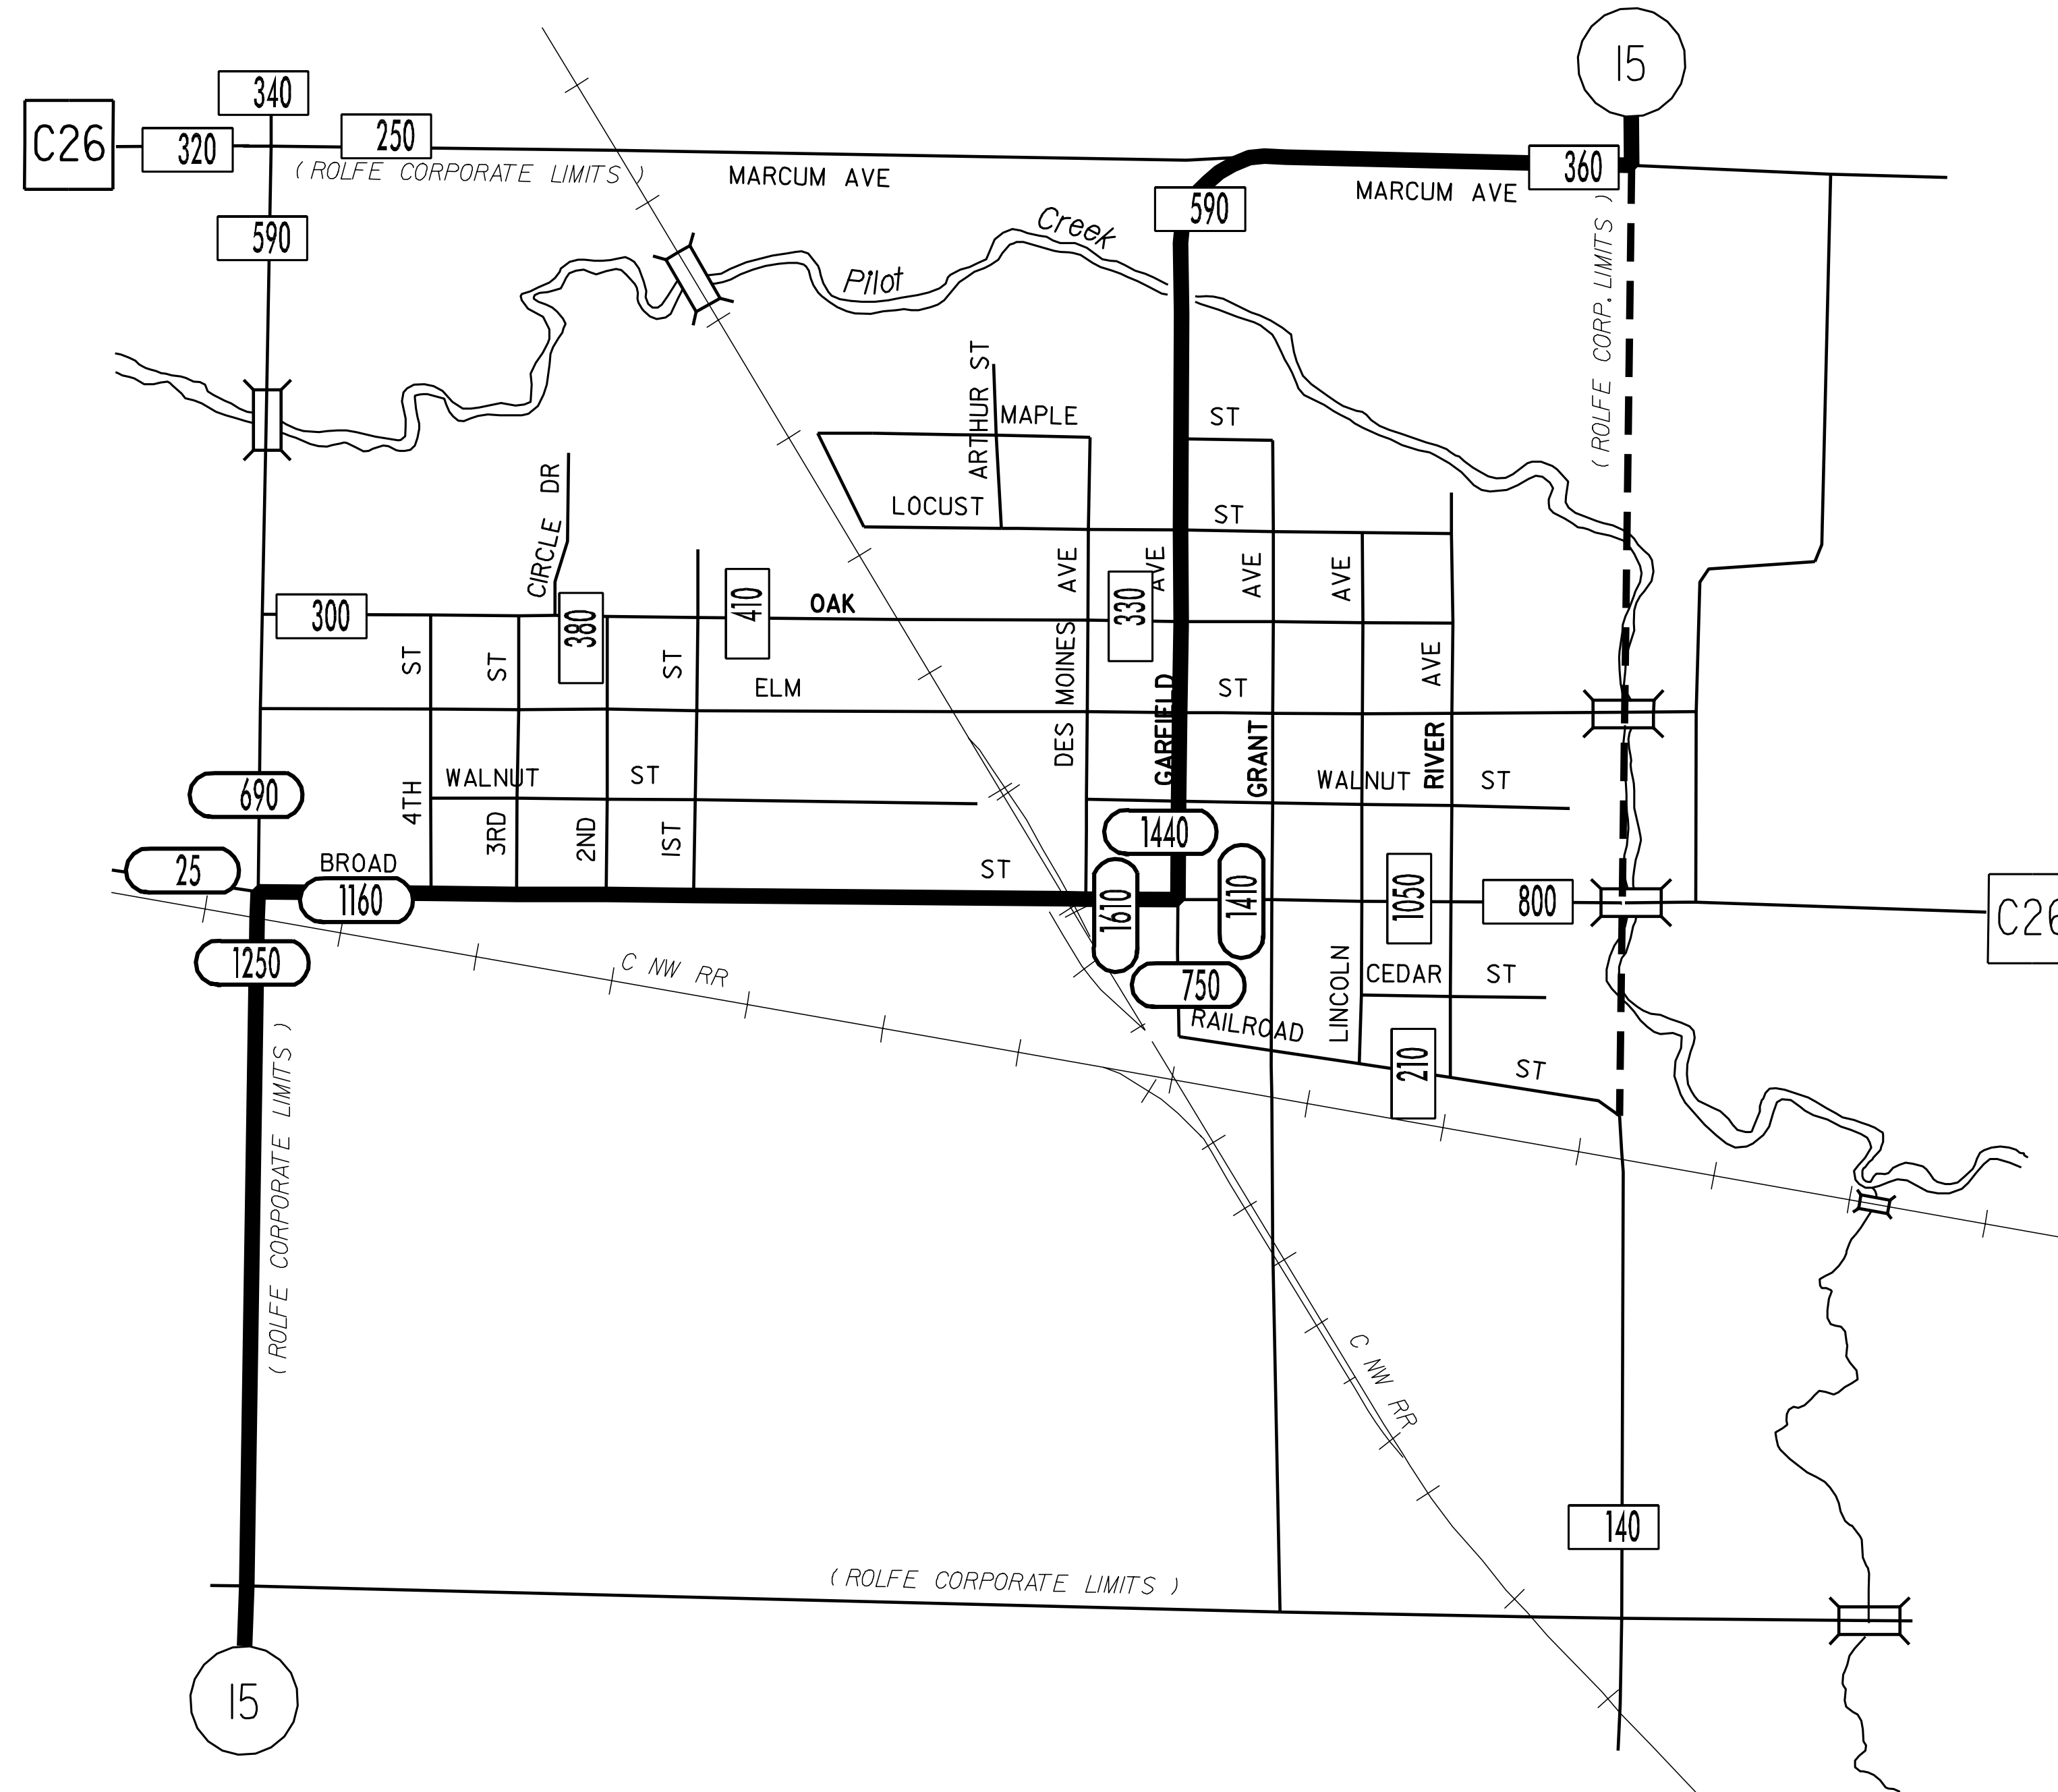 15
340
C26
320
250
( ROLFE CORPORATE LIMITS )
MARCUM AVE
360
MARCUM AVE
590
590
( ROLFE CORP. LIMITS )
Creek
Pilot
ARTHUR ST
MAPLE ST
CIRCLE DR
LOCUST ST
AVE
AVE
AVE
AVE
300
380
410
OAK
330
ST
ST
ST
DES MOINES
AVE
ELM ST
GARFIELD
GRANT
RIVER
690
4TH
WALNUT ST
WALNUT ST
3RD
2ND
1ST
1440
25
BROAD ST
1160
1610
1410
1050
800
C26
1250
C NW RR
750
LINCOLN
CEDAR ST
RAILROAD ST
210
( ROLFE CORPORATE LIMITS )
C NW RR
140
( ROLFE CORPORATE LIMITS )
15